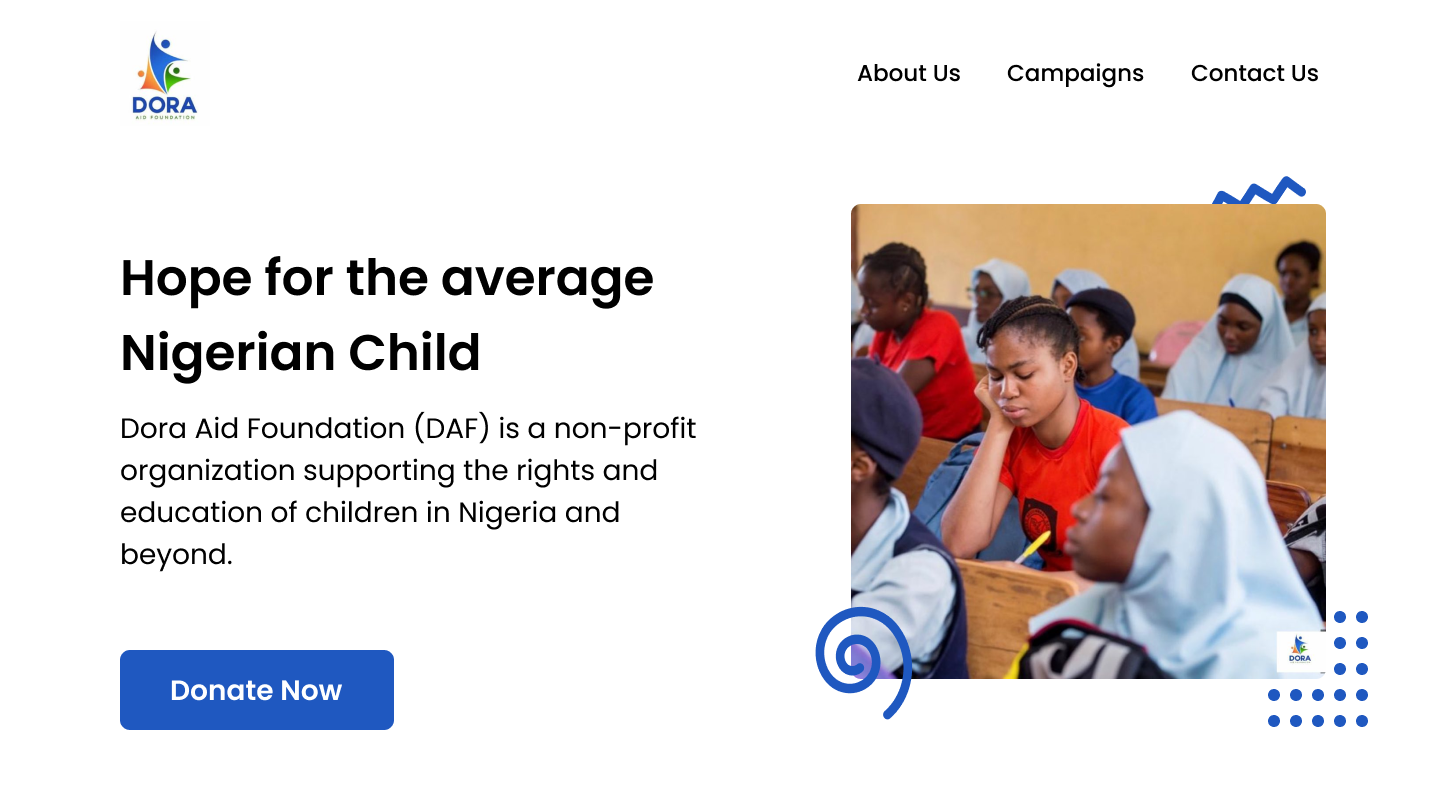 DORA
AID FOUNDATION
About Us
Campaigns
Contact Us
Hope for the average
Nigerian Child
Dora Aid Foundation (DAF) is a non-profit
organization supporting the rights and
education of children in Nigeria and
beyond.
Donate Now
DORA